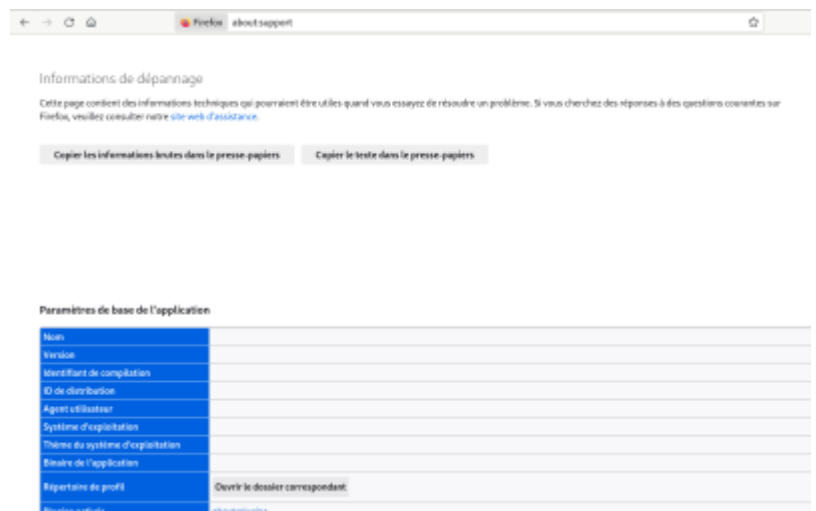 Firefox about:support
Informations de dépannage
Cette page contient des informations techniques qui pourraient être utiles quand vous essayez de résoudre un problème. Si vous cherchez des réponses à des questions courantes sur
Firefox, veuillez consulter notre site web d'assistance.
Copier les informations brutes dans le presse-papiers Copier le texte dans le presse-papiers
Paramètres de base de l'application
Nom
Version
Identifiant de compilation
ID de distribution
Agent utilisateur
Système d'exploitation
Thème du système d'exploitation
Binaire de l'application
Répertoire de profil Ouvrir le dossier correspondant